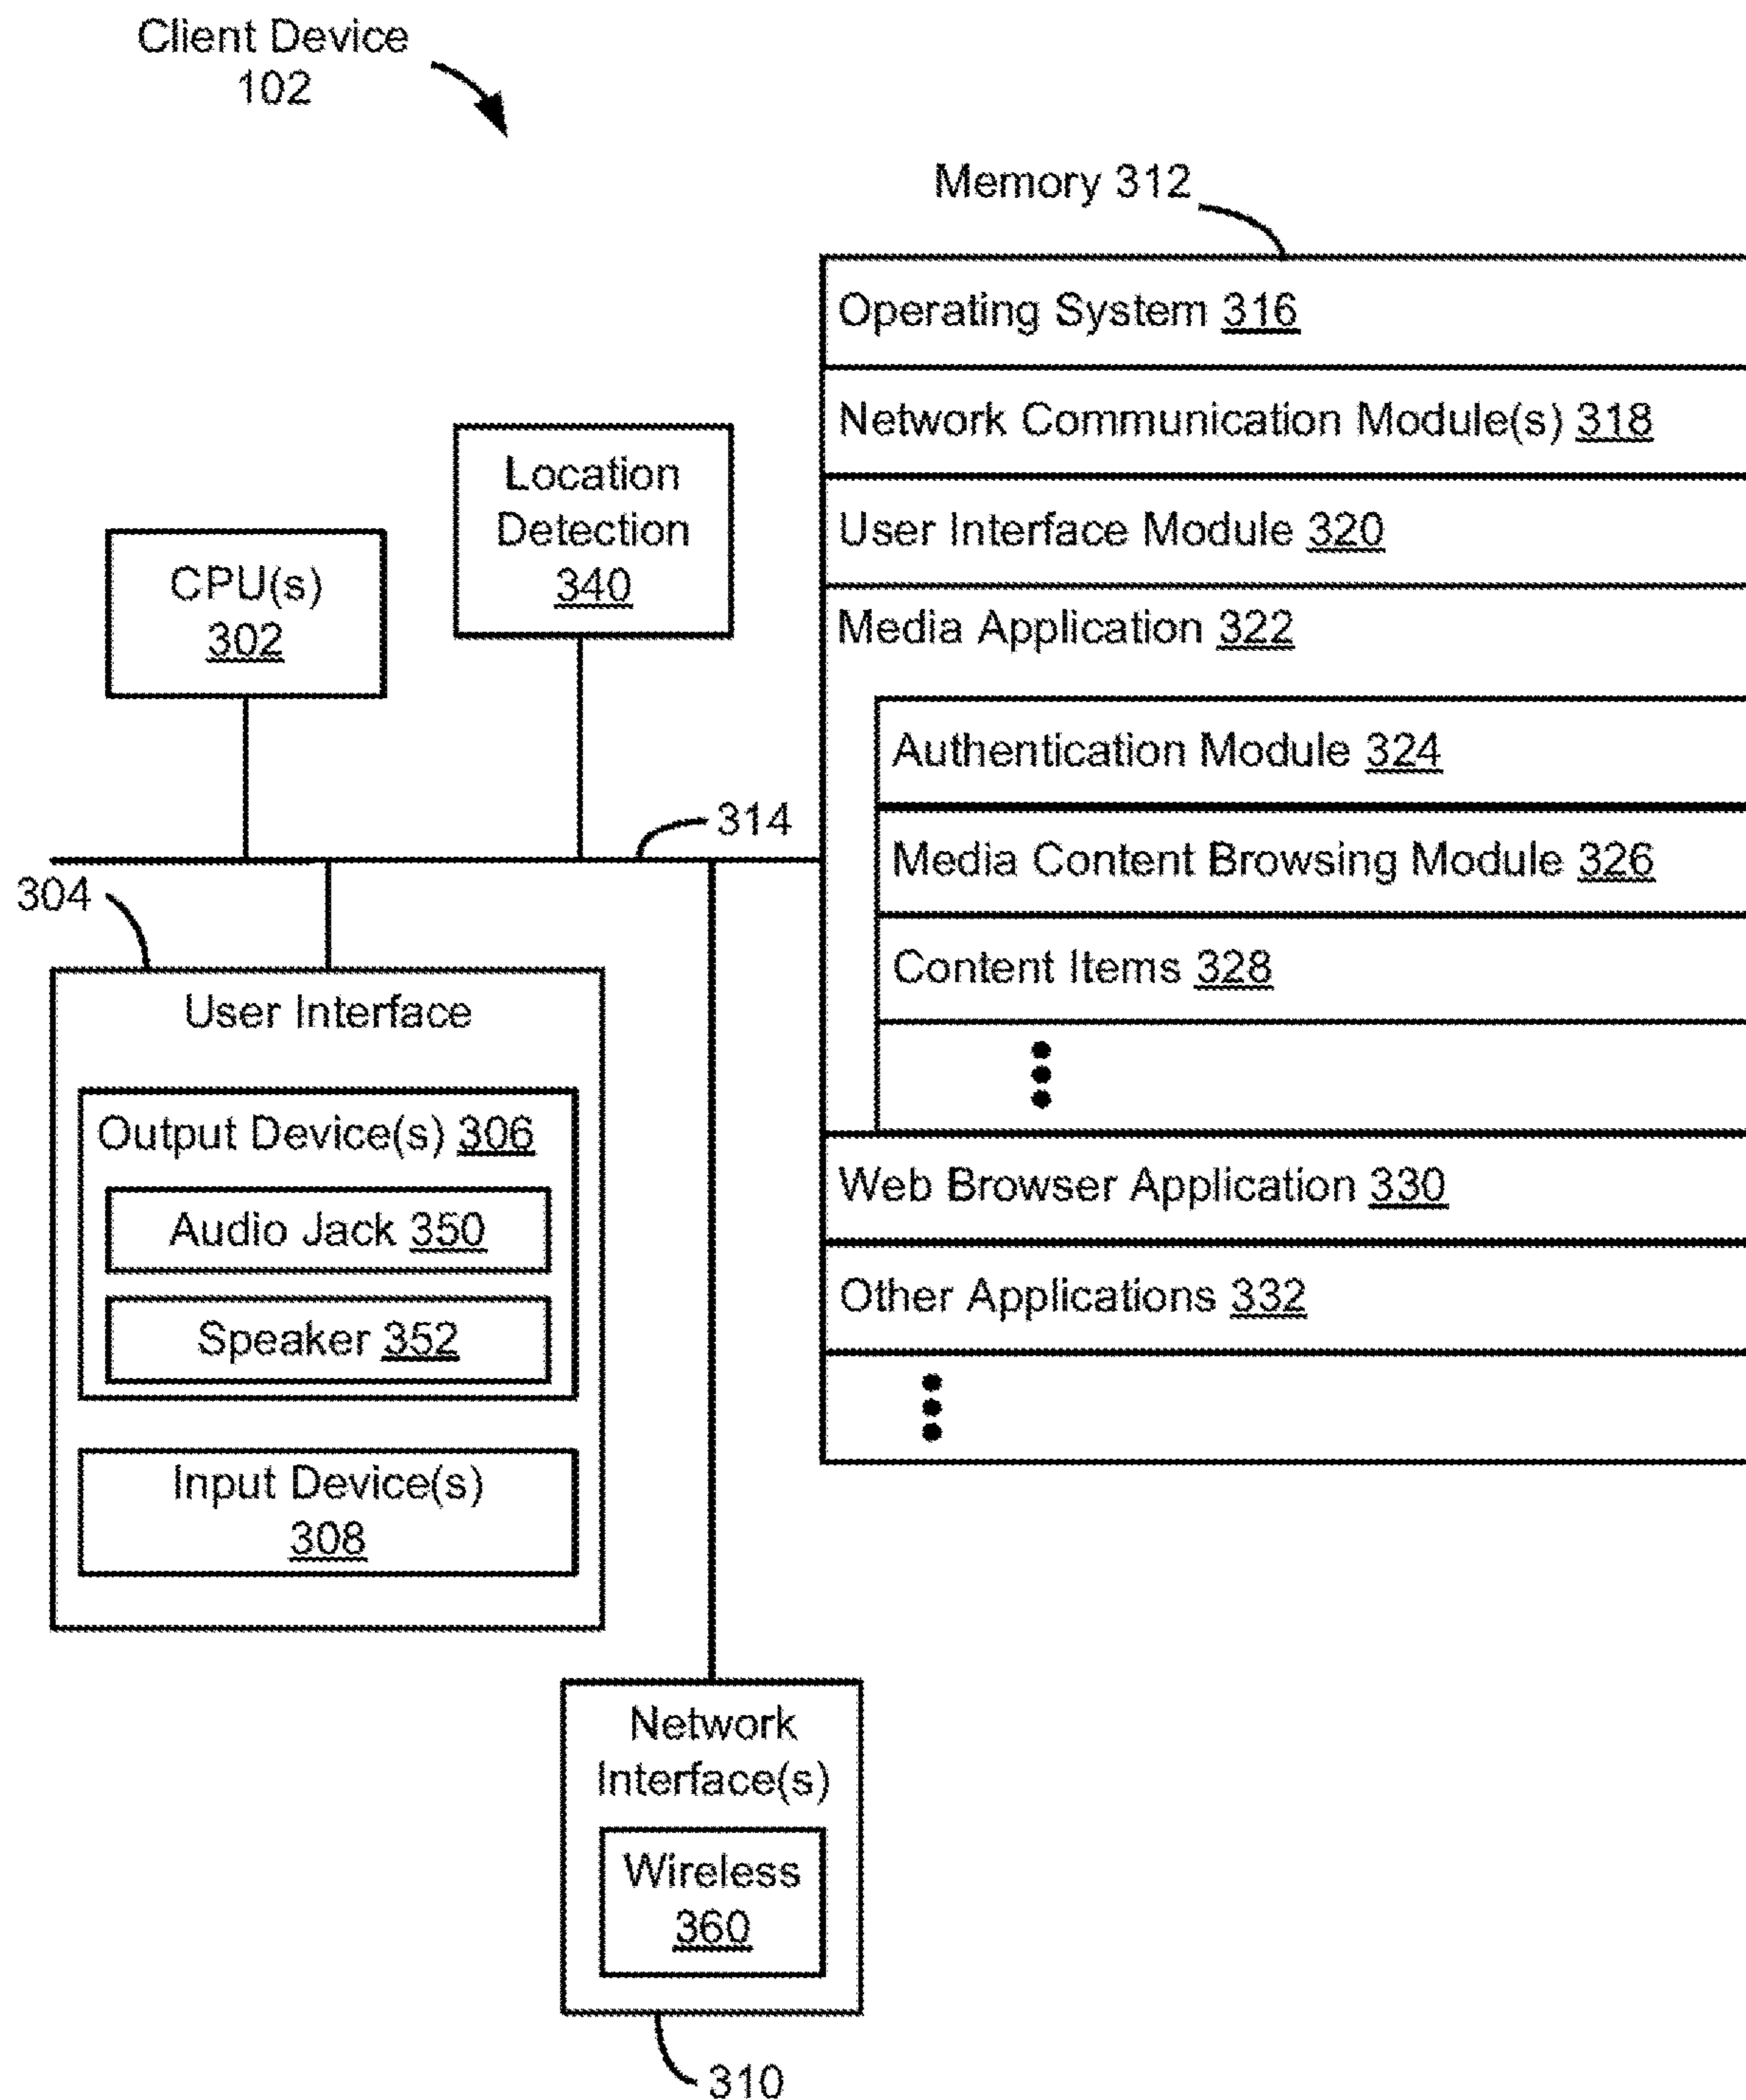 Client Device
102
Memory 312
Operating System 316
Network Communication Module(s) 318
User Interface Module 320
Media Application 322
Authentication Module 324
Media Content Browsing Module 326
Content Items 328
Web Browser Application 330
Other Applications 332
Location
Detection
340
CPU(s)
302
314
304
User Interface
Output Device(s) 306
Audio Jack 350
Speaker 352
Input Device(s)
308
Network
Interface(s)
Wireless
360
310